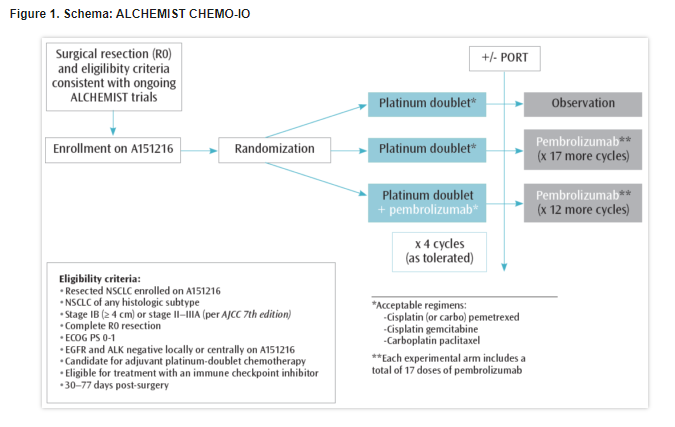 Figure 1. Schema: ALCHEMIST CHEMO-IO
Surgical resection (R0)
and eligilibity criteria
consistent with ongoing
ALCHEMIST trials
+/- PORT
Platinum doublet*
Observation
Enrollment on A151216
Randomization
Platinum doublet*
Pembrolizumab**
(x 17 more cycles)
Platinum doublet
+ pembrolizumab*
Pembrolizumab**
(x 12 more cycles)
x 4 cycles
(as tolerated)
Eligibility criteria:
• Resected NSCLC enrolled on A151216
• NSCLC of any histologic subtype
• Stage IB (≥ 4 cm) or stage II–IIIA (per AJCC 7th edition)
• Complete R0 resection
• ECOG PS 0-1
• EGFR and ALK negative locally or centrally on A151216
• Candidate for adjuvant platinum-doublet chemotherapy
• Eligible for treatment with an immune checkpoint inhibitor
• 30–77 days post-surgery
*Acceptable regimens:
-Cisplatin (or carbo) pemetrexed
-Cisplatin gemcitabine
-Carboplatin paclitaxel
**Each experimental arm includes a
total of 17 doses of pembrolizumab